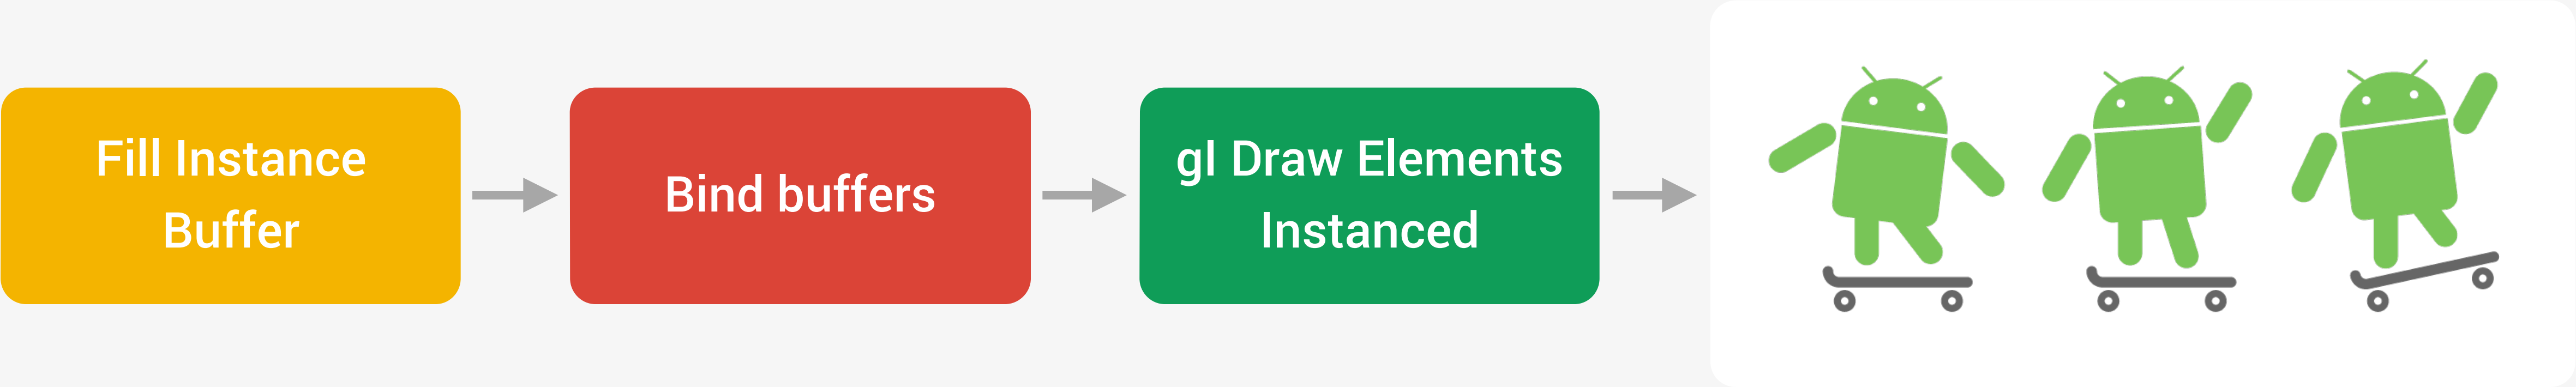 Fill Instance
Buffer
Bind buffers
gl Draw Elements
Instanced